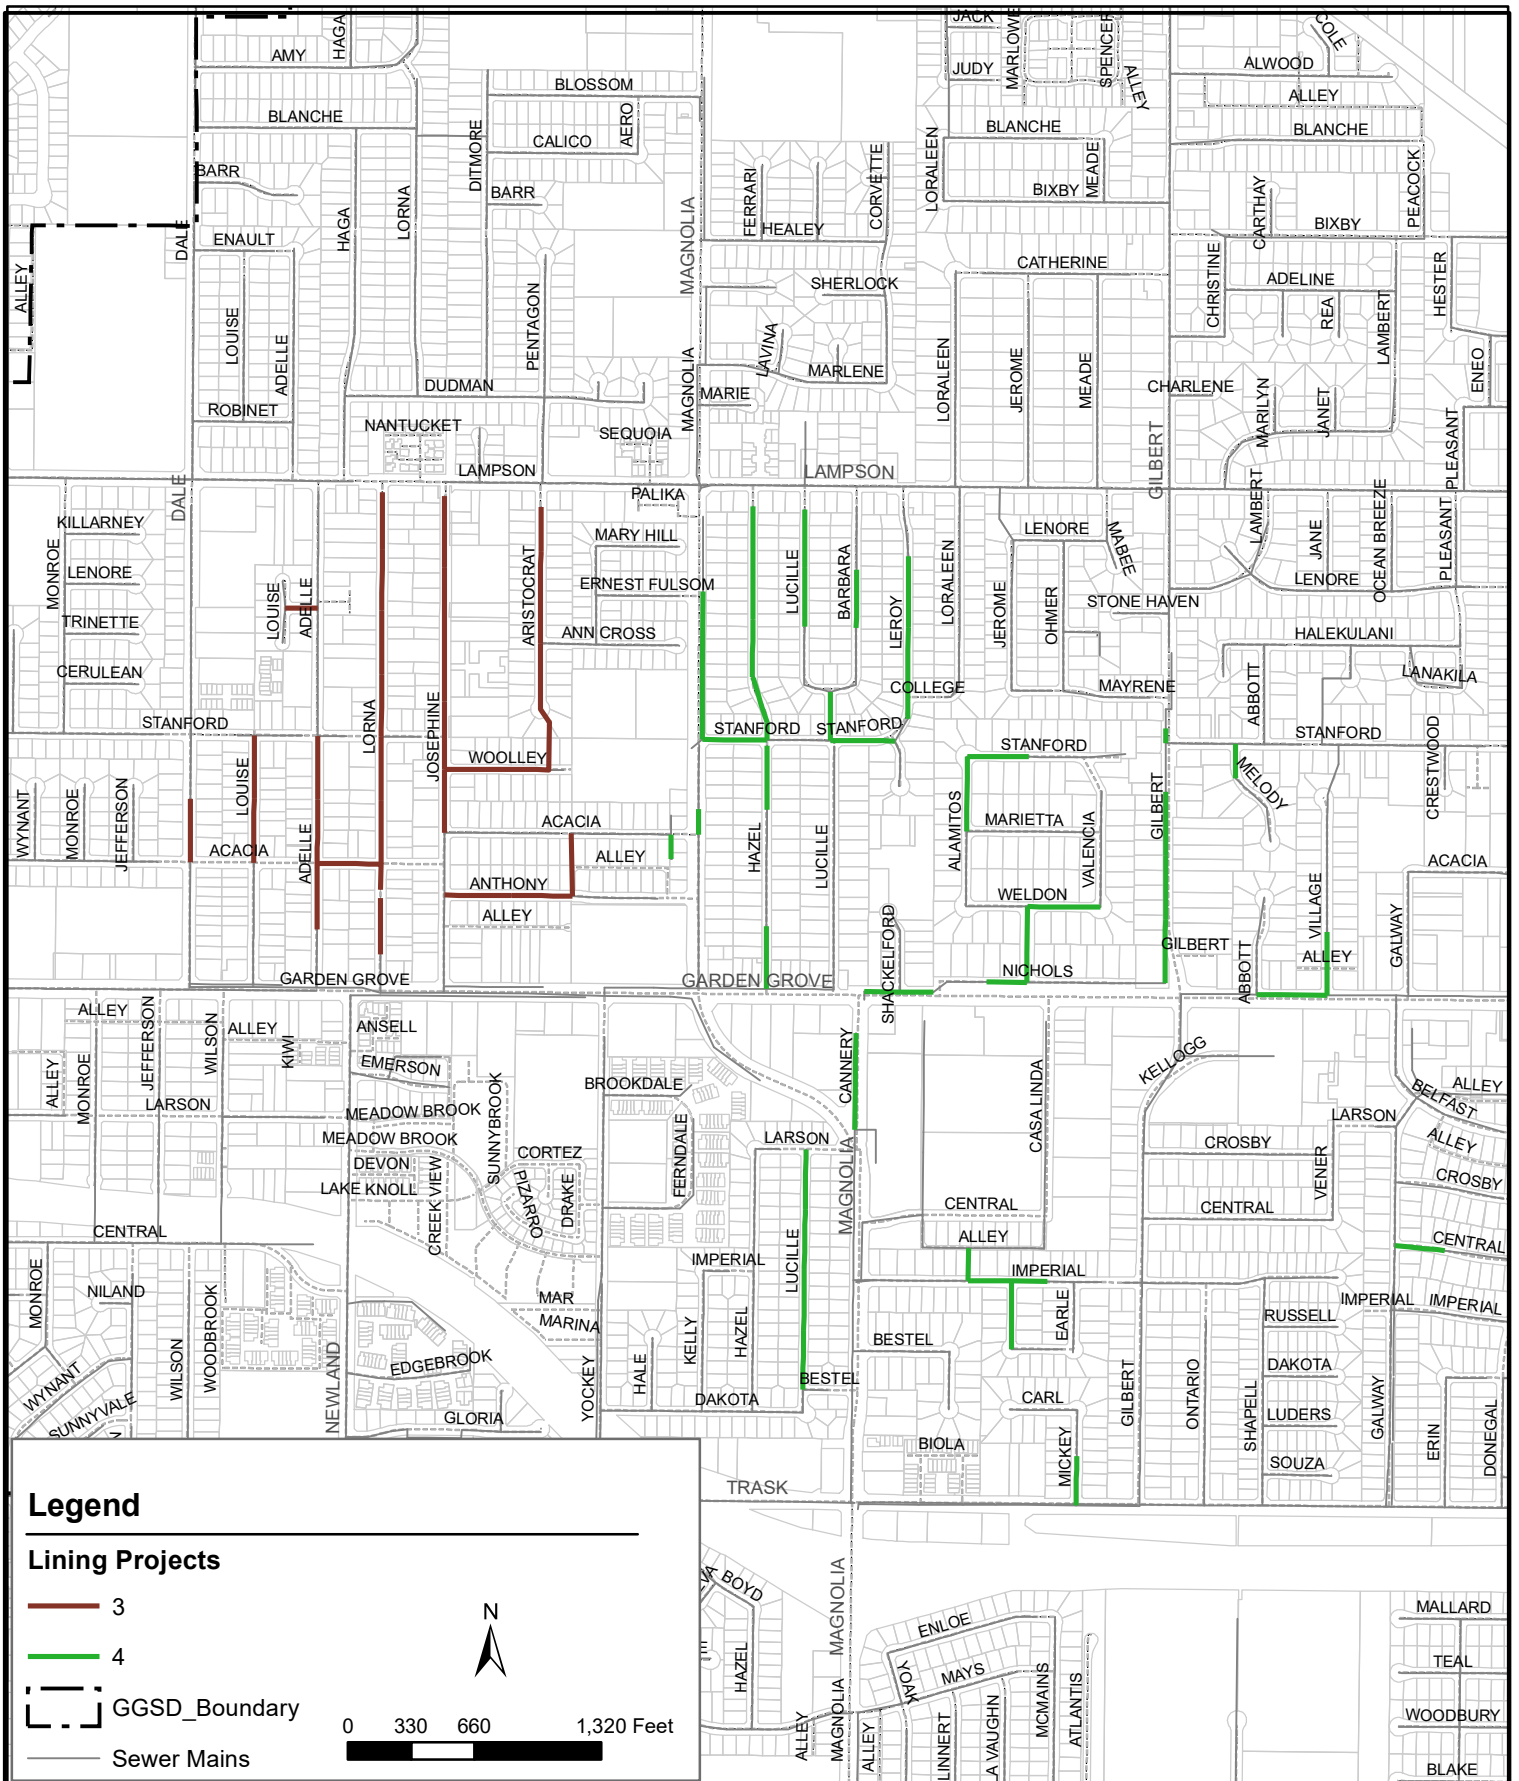 JACK
MARLOWE
SPENCER
COLE
HAGA
AMY
JUDY
ALLEY
ALWOOD
BLOSSOM
ALLEY
BLANCHE
AERO
CALICO
DITMORE
BLANCHE
BLANCHE
LORALEEN
MEADE
CORVETTE
FERRARI
PEACOCK
BARR
BARR
BIXBY
CARTHAY
BIXBY
LORNA
HAGA
DALE
ENAULT
MAGNOLIA
HEALEY
ALLEY
CATHERINE
CHRISTINE
ADELINE
HESTER
SHERLOCK
PENTAGON
LOUISE
ADELLE
LAVINA
MARLENE
REA
LAMBERT
ENEO
LORALEEN
JEROME
MEADE
DUDMAN
MAGNOLIA
MARIE
CHARLENE
MARILYN
JANET
ROBINET
NANTUCKET
SEQUOIA
GILBERT
PLEASANT
LAMPSON
LAMPSON
DALE
PALIKA
KILLARNEY
MARY HILL
LENORE
MABEE
LAMBERT
JANE
OCEAN BREEZE
PLEASANT
MONROE
LENORE
LOUISE
ADELLE
ARISTOCRAT
ERNEST FULSOM
LUCILLE
BARBARA
LEROY
LORALEEN
JEROME
OHMER
LENORE
STONE HAVEN
TRINETTE
ANN CROSS
HALEKULANI
CERULEAN
COLLEGE
MAYRENE
ABBOTT
LANAKILA
STANFORD
LORNA
JOSEPHINE
WOOLLEY
STANFORD
STANFORD
STANFORD
STANFORD
CRESTWOOD
MELODY
WYNANT
MONROE
JEFFERSON
LOUISE
ACACIA
ADELLE
ACACIA
ALLEY
HAZEL
LUCILLE
ALAMITOS
MARIETTA
VALENCIA
GILBERT
ACACIA
ANTHONY
ALLEY
WELDON
SHACKELFORD
VILLAGE
GALWAY
GILBERT
ABBOTT
ALLEY
GARDEN GROVE
GARDEN GROVE
NICHOLS
ALLEY
JEFFERSON
WILSON
ALLEY
KIWI
ANSELL
EMERSON
ALLEY
MONROE
LARSON
MEADOW BROOK
MEADOW BROOK
SUNNYBROOK
BROOKDALE
CANNERY
CASA LINDA
KELLOGG
BELFAST
ALLEY
LARSON
ALLEY
CROSBY
DEVON
CORTEZ
LARSON
FERNDALE
MAGNOLIA
VENER
CROSBY
LAKE KNOLL
CREEK VIEW
PIZARRO
DRAKE
CENTRAL
CENTRAL
CENTRAL
ALLEY
CENTRAL
MONROE
NILAND
IMPERIAL
LUCILLE
IMPERIAL
MAR
MARINA
IMPERIAL
IMPERIAL
WILSON
WOODBROOK
NEWLAND
EDGEBROOK
YOCKEY
HALE
KELLY
HAZEL
EARLE
RUSSELL
BESTEL
BESTEL
DAKOTA
WYNANT
SUNNYVALE
GLORIA
DAKOTA
CARL
GILBERT
ONTARIO
SHAPELL
LUDERS
GALWAY
ERIN
DONEGAL
BIOLA
MICKEY
SOUZA
TRASK
Legend
Lining Projects
3
4
GGSD_Boundary
Sewer Mains
N
0 330 660 1,320 Feet
BOYD
HAZEL
MAGNOLIA
ENLOE
YOAK
MAYS
MCMAINS
ATLANTIS
MALLARD
TEAL
WOODBURY
BLAKE
ALLEY
MAGNOLIA
ALLEY
LINNERT
A VAUGHN